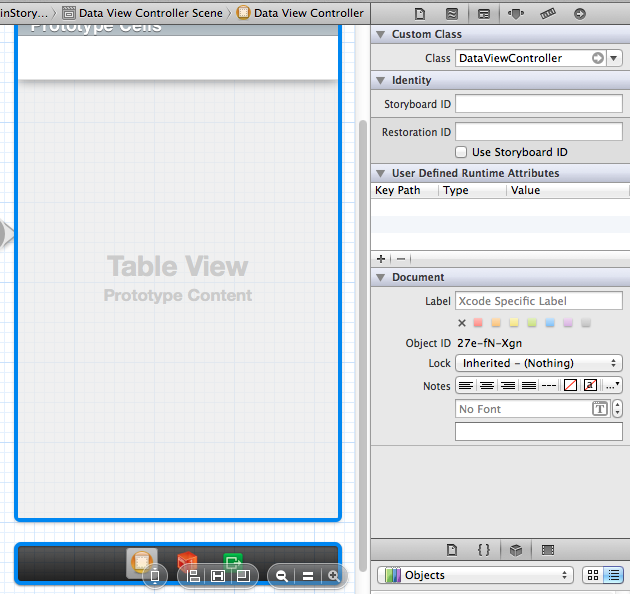 inStory... Data View Controller Scene Data View Controller
Prototype Cells
Table View
Prototype Content
Custom Class
Class DataViewController
Identity
Storyboard ID
Restoration ID
Use Storyboard ID
User Defined Runtime Attributes
Key Path Type Value
+ −
Document
Label Xcode Specific Label
Object ID 27e-fN-Xgn
Lock Inherited - (Nothing)
Notes
No Font T
{ }
Objects